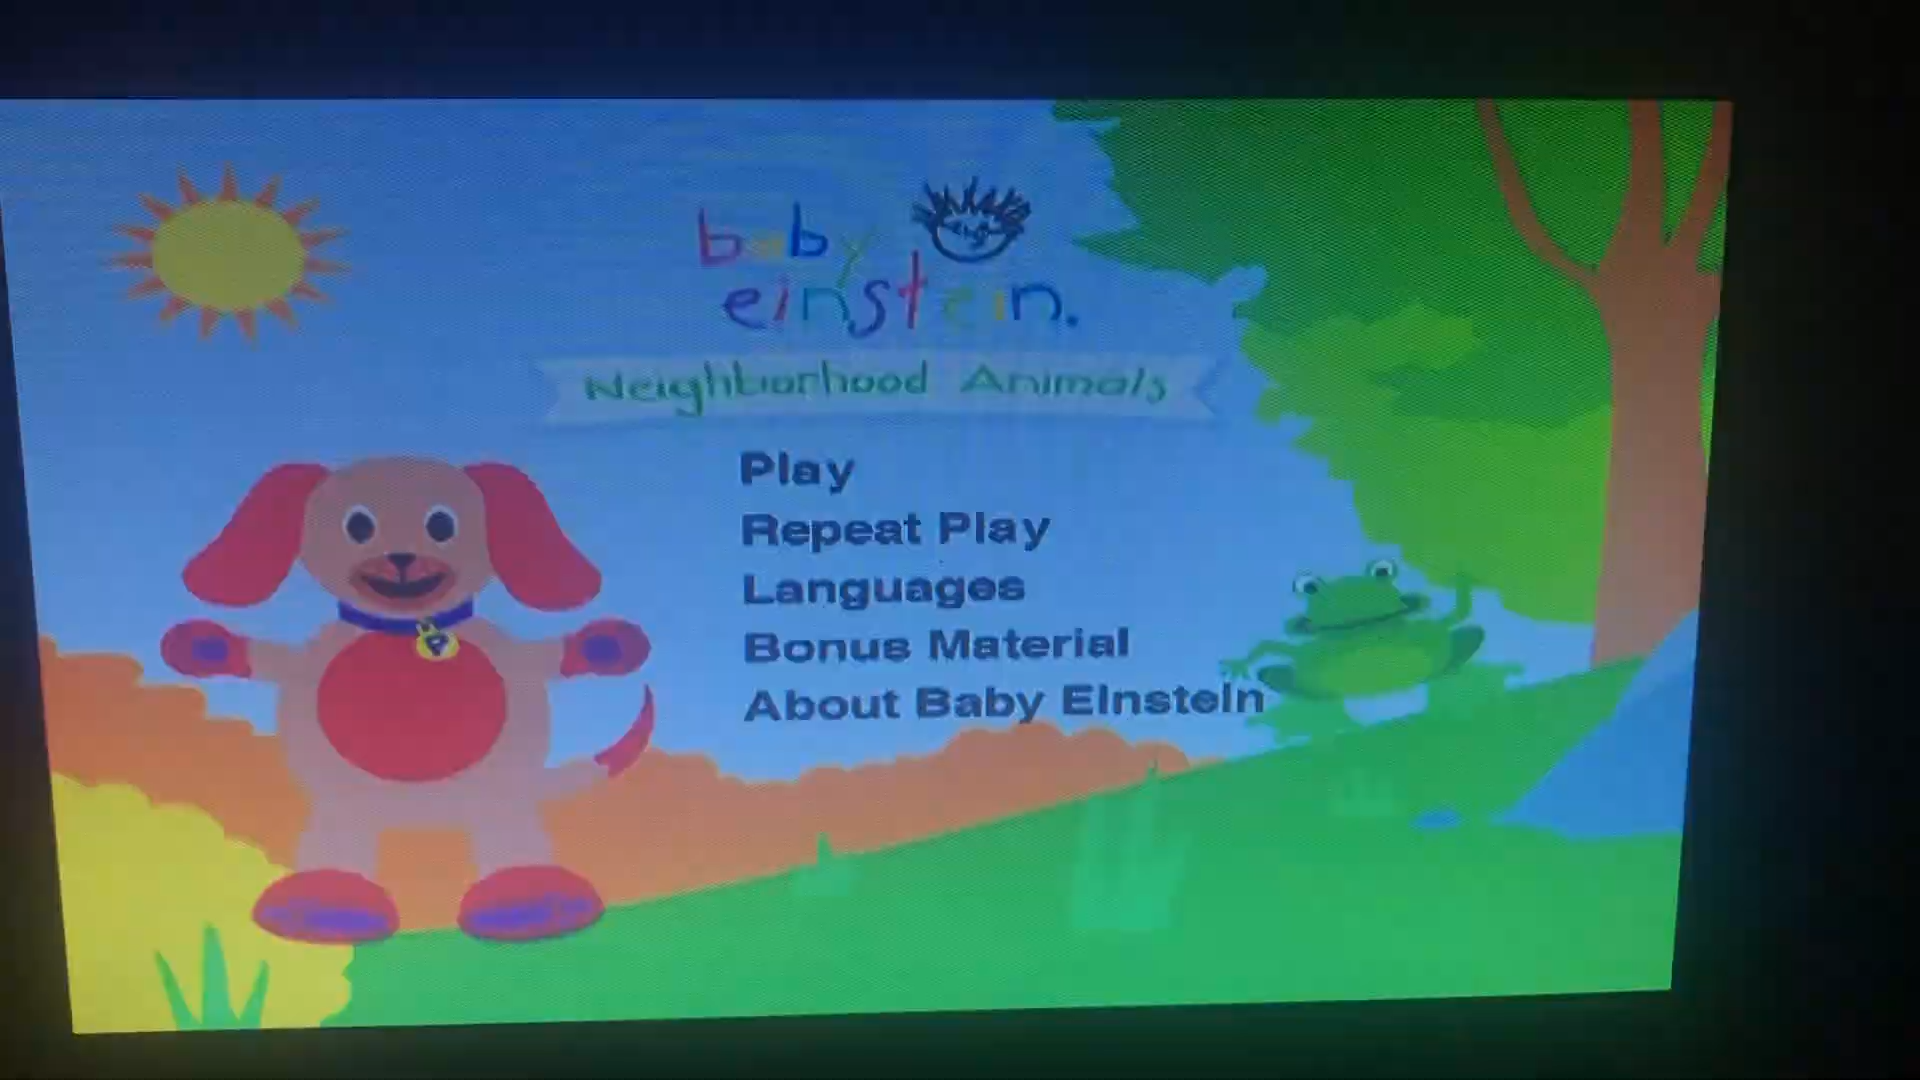 baby
einstein.
Neighborhood Animals
Play
Repeat Play
Languages
Bonus Material
About Baby Einstein
P